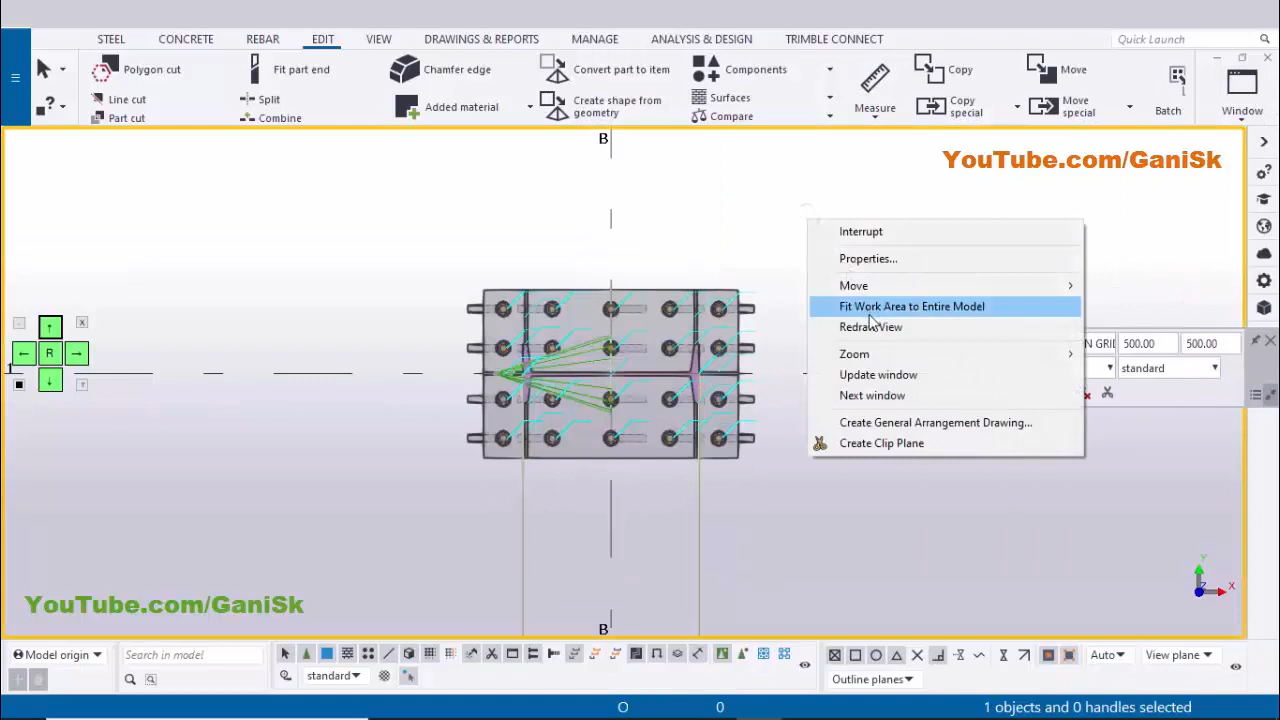 STEEL CONCRETE REBAR EDIT VIEW DRAWINGS & REPORTS MANAGE ANALYSIS & DESIGN TRIMBLE CONNECT Quick Launch
Polygon cut
Line cut
Part cut
Fit part end
Split
Combine
Chamfer edge
Added material
Convert part to item
Create shape from
geometry
Components
Surfaces
Compare
Measure
Copy
Copy
special
Move
Move
special
Batch
Window
B
YouTube.com/GaniSk
Interrupt
Properties...
Move
Fit Work Area to Entire Model
Redraw View
Zoom
Update window
Next window
Create General Arrangement Drawing...
Create Clip Plane
N GRID 500.00 500.00
standard
R
1
YouTube.com/GaniSk
B
Y
X
Z
Model origin
Search in model
standard
Auto
View plane
Outline planes
O 0 1 objects and 0 handles selected